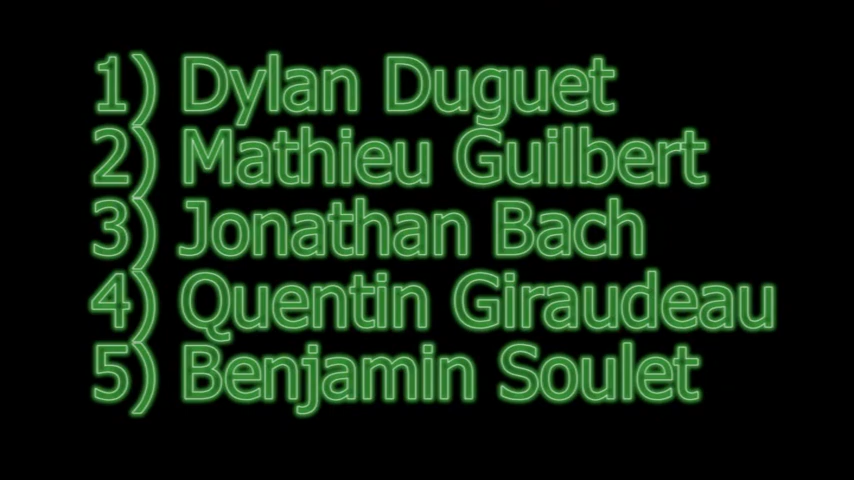 1) Dylan Duguet
2) Mathieu Guilbert
3) Jonathan Bach
4) Quentin Giraudeau
5) Benjamin Soulet